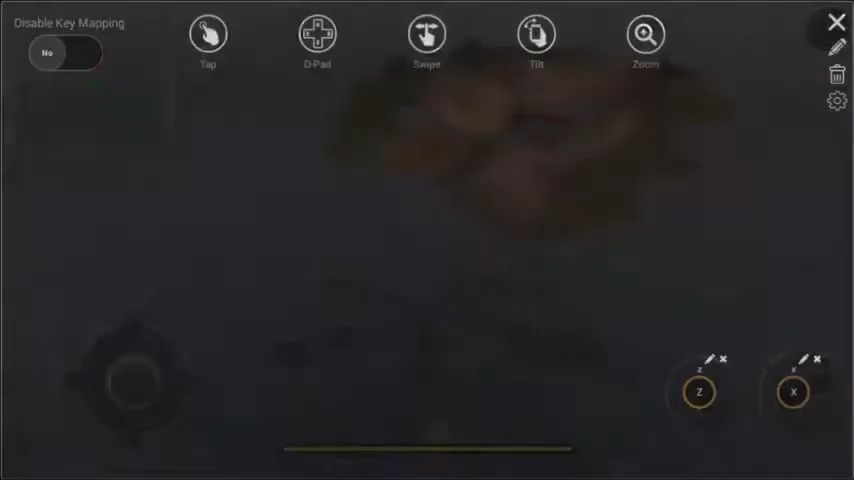 Disable Key Mapping
No
Tap
D-Pad
Swipe
Tilt
Zoom
z
Z
x
X